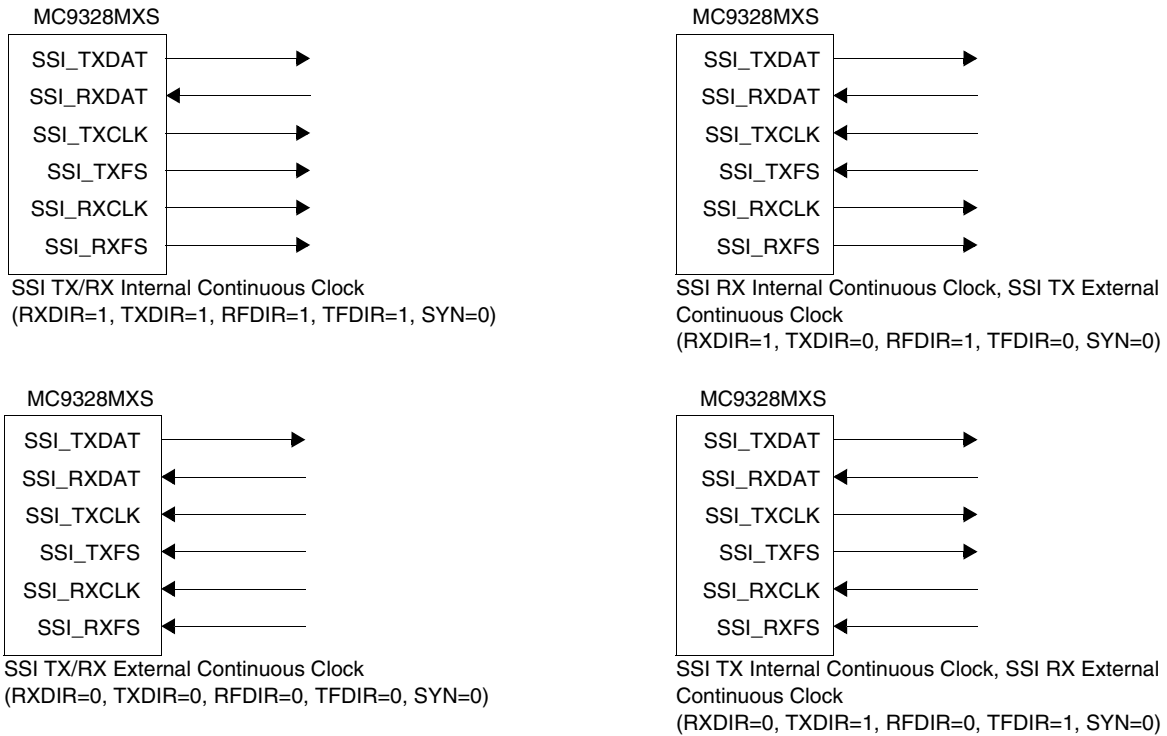 MC9328MXS
SSI_TXDAT
SSI_RXDAT
SSI_TXCLK
SSI_TXFS
SSI_RXCLK
SSI_RXFS
SSI TX/RX Internal Continuous Clock
(RXDIR=1, TXDIR=1, RFDIR=1, TFDIR=1, SYN=0)
MC9328MXS
SSI_TXDAT
SSI_RXDAT
SSI_TXCLK
SSI_TXFS
SSI_RXCLK
SSI_RXFS
SSI RX Internal Continuous Clock, SSI TX External
Continuous Clock
(RXDIR=1, TXDIR=0, RFDIR=1, TFDIR=0, SYN=0)
MC9328MXS
SSI_TXDAT
SSI_RXDAT
SSI_TXCLK
SSI_TXFS
SSI_RXCLK
SSI_RXFS
SSI TX/RX External Continuous Clock
(RXDIR=0, TXDIR=0, RFDIR=0, TFDIR=0, SYN=0)
MC9328MXS
SSI_TXDAT
SSI_RXDAT
SSI_TXCLK
SSI_TXFS
SSI_RXCLK
SSI_RXFS
SSI TX Internal Continuous Clock, SSI RX External
Continuous Clock
(RXDIR=0, TXDIR=1, RFDIR=0, TFDIR=1, SYN=0)